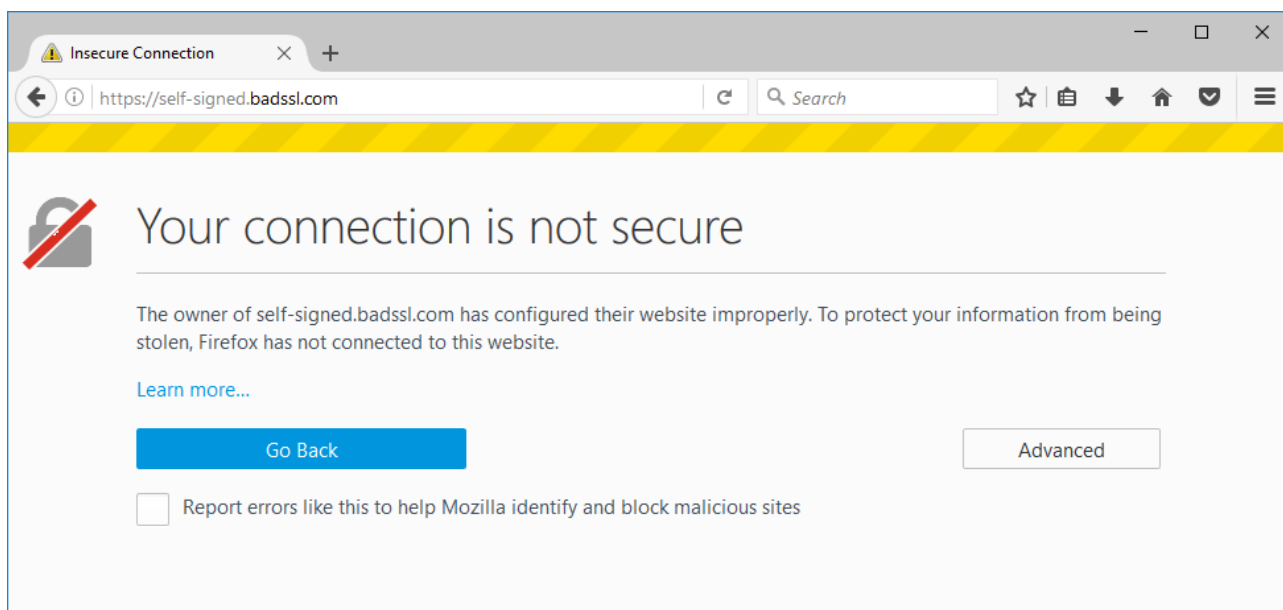 Insecure Connection
https://self-signed.badssl.com
Search
Your connection is not secure
The owner of self-signed.badssl.com has configured their website improperly. To protect your information from being
stolen, Firefox has not connected to this website.
Learn more...
Go Back
Advanced
Report errors like this to help Mozilla identify and block malicious sites